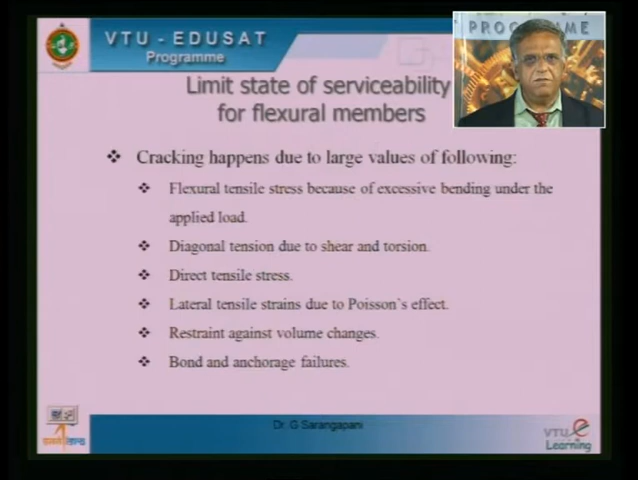 VTU - EDUSAT
Programme
PROGRAMME
Limit state of serviceability
for flexural members
Cracking happens due to large values of following:
Flexural tensile stress because of excessive bending under the
applied load.
Diagonal tension due to shear and torsion.
Direct tensile stress.
Lateral tensile strains due to Poisson's effect.
Restraint against volume changes.
Bond and anchorage failures.
Dr. G Sarangapani
VTU e
Learning